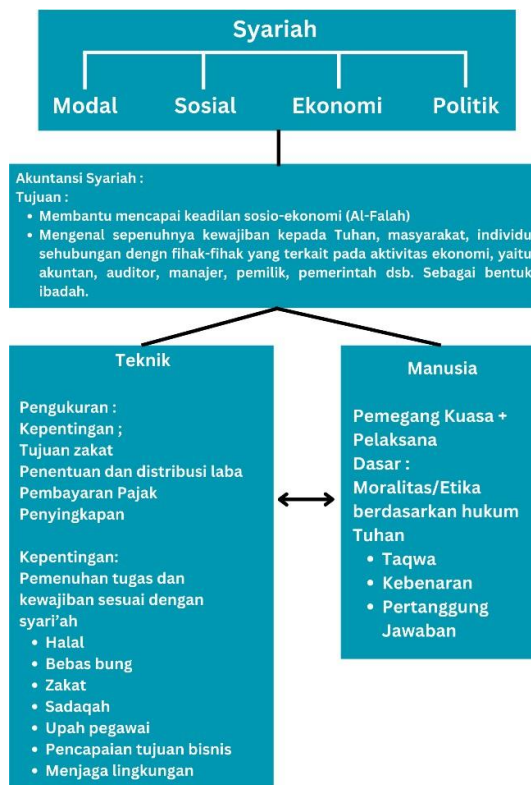 Syariah
Modal Sosial Ekonomi Politik
Akuntansi Syariah :
Tujuan :
• Membantu mencapai keadilan sosio-ekonomi (Al-Falah)
• Mengenal sepenuhnya kewajiban kepada Tuhan, masyarakat, individu
sehubungan dengn fihak-fihak yang terkait pada aktivitas ekonomi, yaitu
akuntan, auditor, manajer, pemilik, pemerintah dsb. Sebagai bentuk
ibadah.
Teknik
Pengukuran :
Kepentingan ;
Tujuan zakat
Penentuan dan distribusi laba
Pembayaran Pajak
Penyingkapan
Kepentingan:
Pemenuhan tugas dan
kewajiban sesuai dengan
syari’ah
• Halal
• Bebas bung
• Zakat
• Sadaqah
• Upah pegawai
• Pencapaian tujuan bisnis
• Menjaga lingkungan
Manusia
Pemegang Kuasa +
Pelaksana
Dasar :
Moralitas/Etika
berdasarkan hukum
Tuhan
• Taqwa
• Kebenaran
• Pertanggung
Jawaban